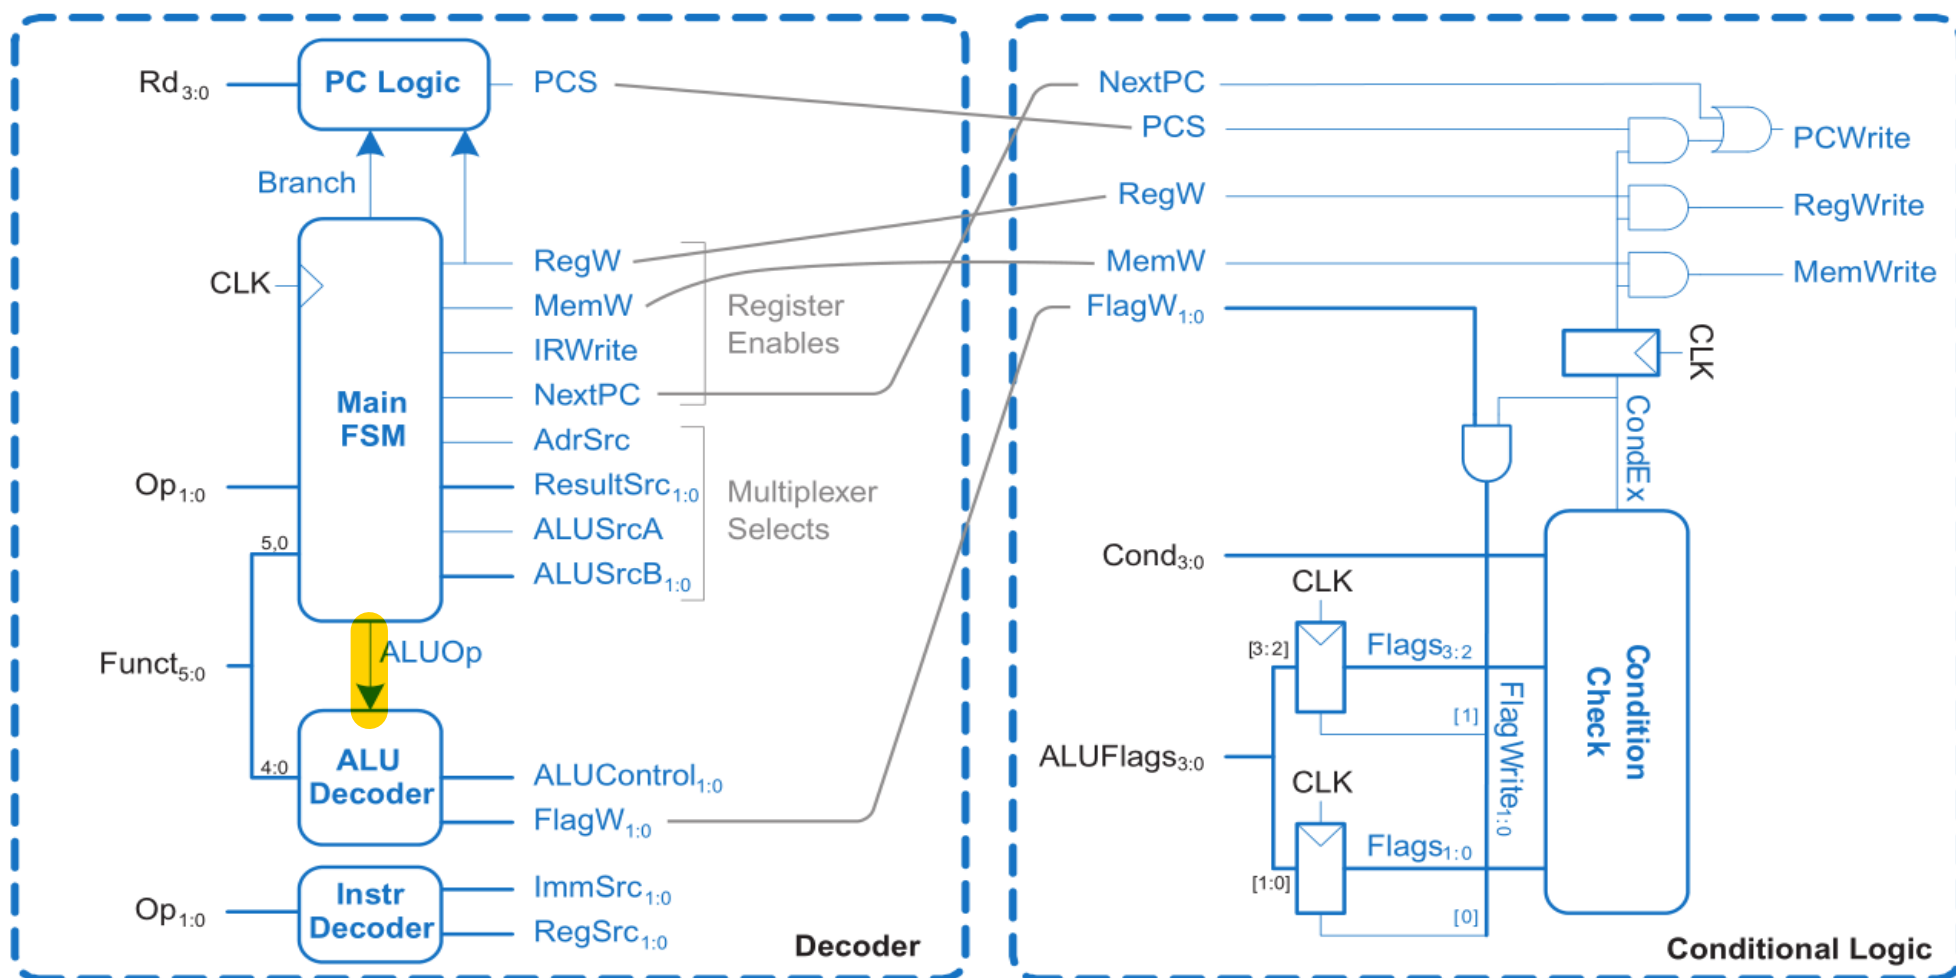 Rd3:0
PC Logic
PCS
Branch
CLK
RegW
MemW
IRWrite
NextPC
Register
Enables
Main
FSM
AdrSrc
Op1:0
ResultSrc1:0
ALUSrcA
ALUSrcB1:0
Multiplexer
Selects
5,0
Funct5:0
ALUOp
4:0
ALU
Decoder
ALUControl1:0
FlagW1:0
Op1:0
Instr
Decoder
ImmSrc1:0
RegSrc1:0
Decoder
NextPC
PCS
RegW
MemW
FlagW1:0
PCWrite
RegWrite
MemWrite
CLK
CondEx
Cond3:0
CLK
[3:2]
Flags3:2
[1]
FlagWrite1:0
Condition
Check
ALUFlags3:0
CLK
Flags1:0
[1:0]
[0]
Conditional Logic